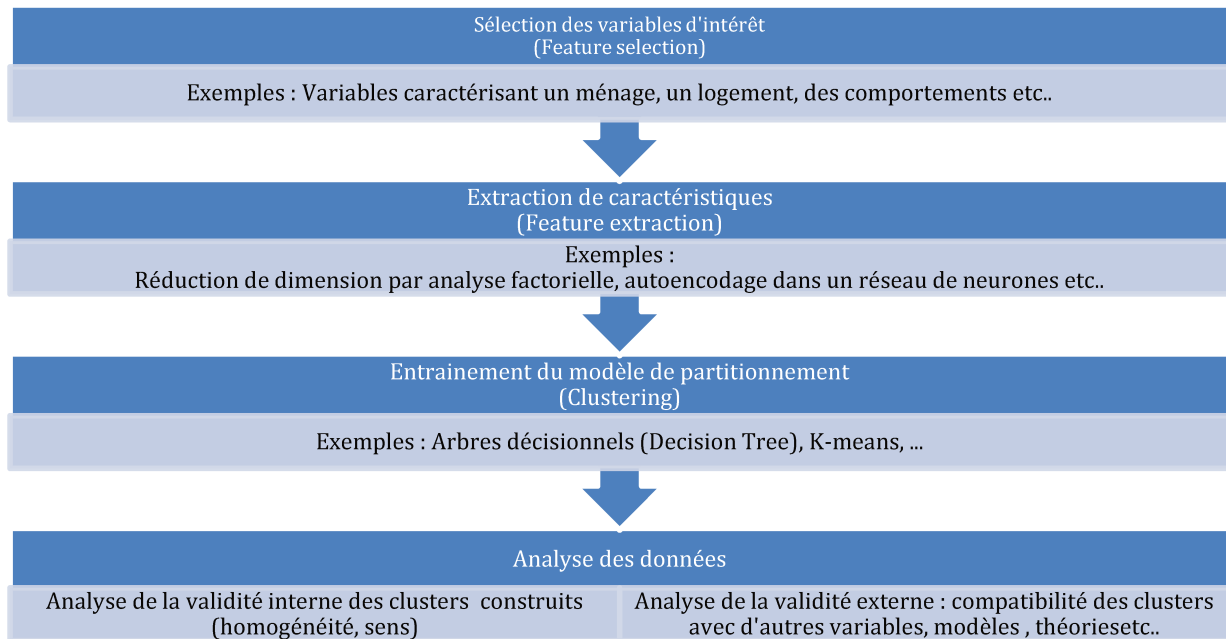 Sélection des variables d'intérêt
(Feature selection)
Exemples : Variables caractérisant un ménage, un logement, des comportements etc..
Extraction de caractéristiques
(Feature extraction)
Exemples :
Réduction de dimension par analyse factorielle, autoencodage dans un réseau de neurones etc..
Entrainement du modèle de partitionnement
(Clustering)
Exemples : Arbres décisionnels (Decision Tree), K-means, ...
Analyse des données
Analyse de la validité interne des clusters construits
(homogénéité, sens)
Analyse de la validité externe : compatibilité des clusters
avec d'autres variables, modèles , théoriesetc..